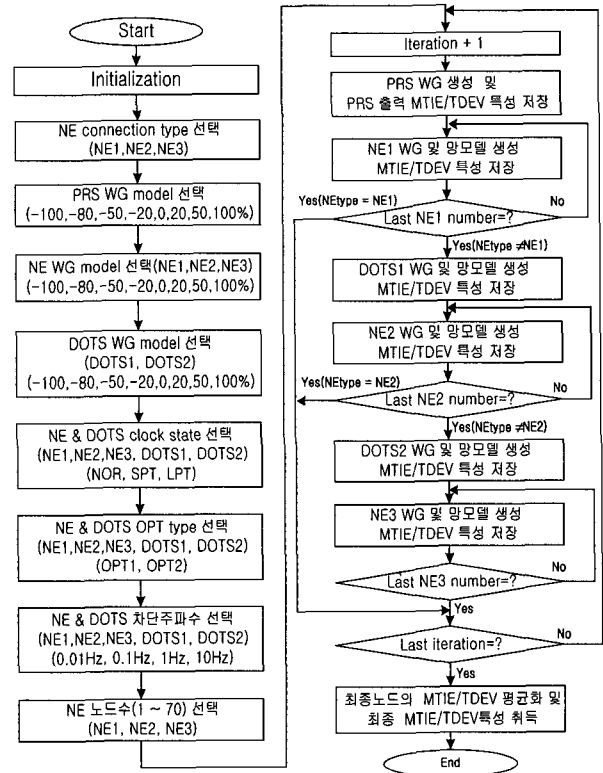 Start
Initialization
NE connection type 선택
(NE1,NE2,NE3)
PRS WG model 선택
(-100,-80,-50,-20,0,20,50,100%)
NE WG model 선택(NE1,NE2,NE3)
(-100,-80,-50,-20,0,20,50,100%)
DOTS WG model 선택
(DOTS1, DOTS2)
(-100,-80,-50,-20,0,20,50,100%)
NE & DOTS clock state 선택
(NE1,NE2,NE3, DOTS1, DOTS2)
(NOR, SPT, LPT)
NE & DOTS OPT type 선택
(NE1,NE2,NE3, DOTS1, DOTS2)
(OPT1, OPT2)
NE & DOTS 차단주파수 선택
(NE1,NE2,NE3, DOTS1, DOTS2)
(0.01Hz, 0.1Hz, 1Hz, 10Hz)
NE 노드수(1 ~ 70) 선택
(NE1, NE2, NE3)
Iteration + 1
PRS WG 생성 및
PRS 출력 MTIE/TDEV 특성 저장
NE1 WG 및 망모델 생성
MTIE/TDEV 특성 저장
Yes(NEtype = NE1)
No
Last NE1 number=?
Yes(NEtype ≠NE1)
DOTS1 WG 및 망모델 생성
MTIE/TDEV 특성 저장
NE2 WG 및 망모델 생성
MTIE/TDEV 특성 저장
Yes(NEtype = NE2)
No
Last NE2 number=?
Yes(NEtype ≠NE2)
DOTS2 WG 및 망모델 생성
MTIE/TDEV 특성 저장
NE3 WG 및 망모델 생성
MTIE/TDEV 특성 저장
No
Last NE3 number=?
Yes
No
Last iteration=?
Yes
최종노드의 MTIE/TDEV 평균화 및
최종 MTIE/TDEV특성 취득
End